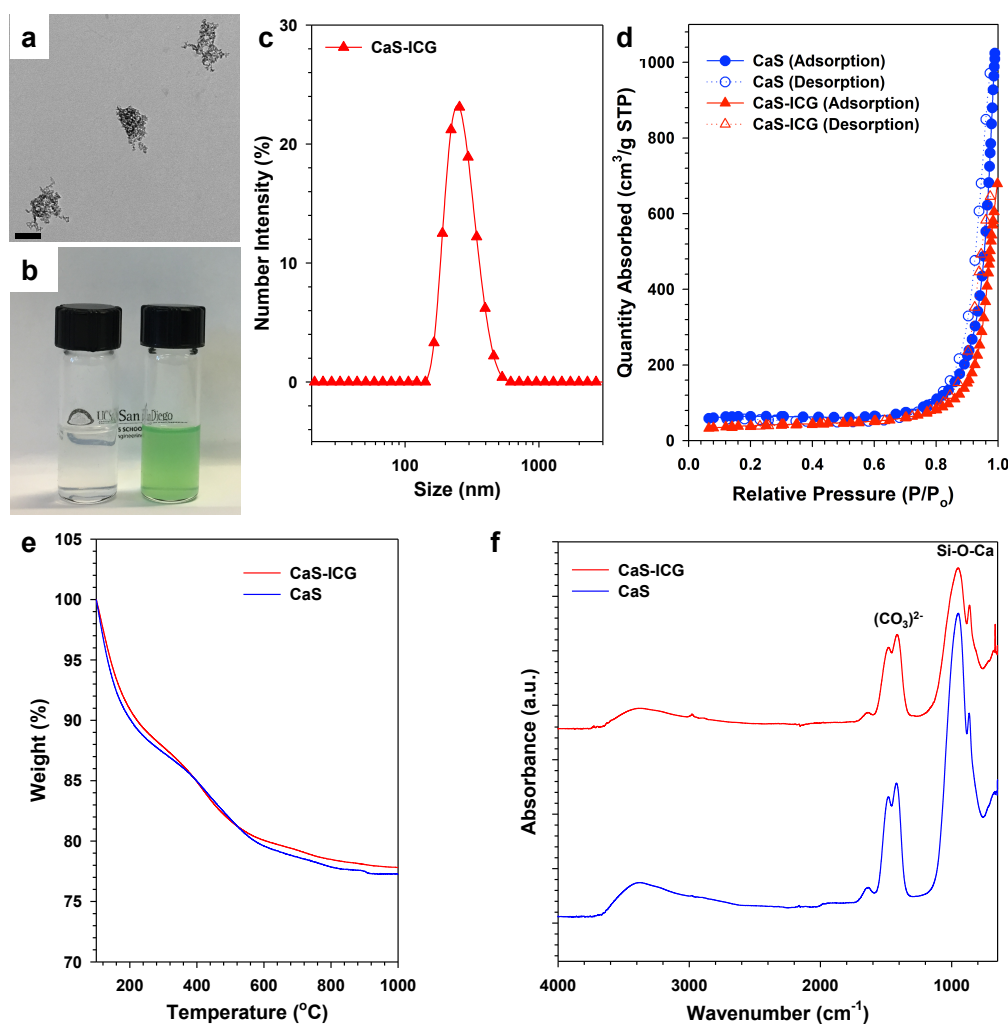 a
b
UCSanDiego
c
CaS-ICG
Number Intensity (%)
30
20
10
0
100
1000
Size (nm)
d
CaS (Adsorption)
CaS (Desorption)
CaS-ICG (Adsorption)
CaS-ICG (Desorption)
Quantity Absorbed (cm³/g STP)
1000
800
600
400
200
0
0.0 0.2 0.4 0.6 0.8 1.0
Relative Pressure (P/Pₒ)
e
CaS-ICG
CaS
Weight (%)
105
100
95
90
85
80
75
70
200 400 600 800 1000
Temperature (°C)
f
CaS-ICG
CaS
Si-O-Ca
(CO₃)²⁻
Absorbance (a.u.)
4000 3000 2000 1000
Wavenumber (cm⁻¹)